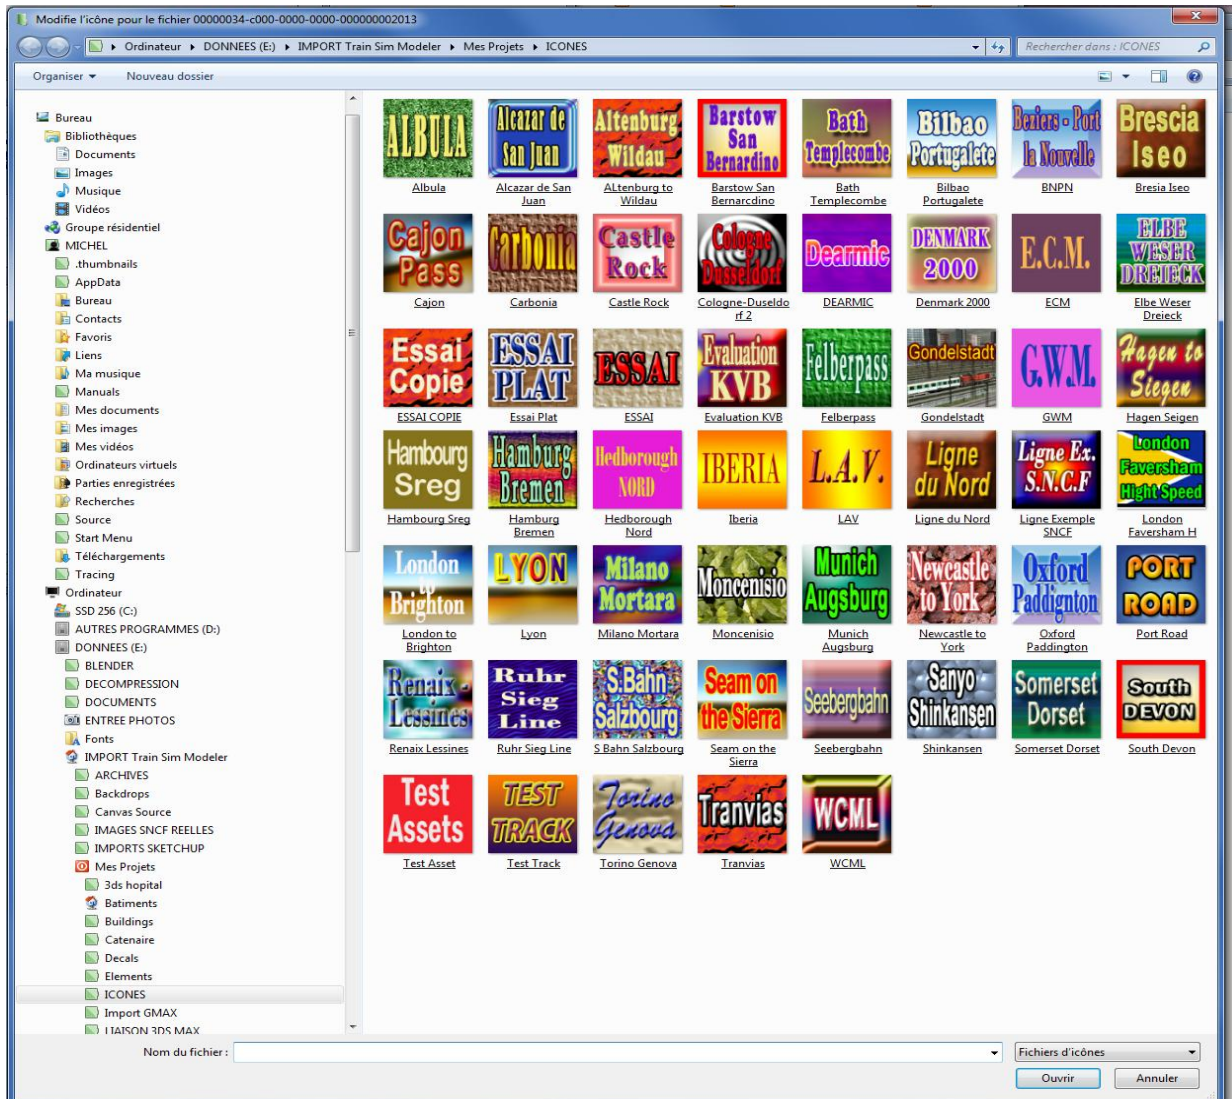 Modifie l'icône pour le fichier 00000034-c000-0000-0000-000000002013
Ordinateur
DONNEES (E:)
IMPORT Train Sim Modeler
Mes Projets
ICONES
Rechercher dans : ICONES
Organiser
Nouveau dossier
Bureau
Bibliothèques
Documents
Images
Musique
Vidéos
Groupe résidentiel
MICHEL
.thumbnails
AppData
Bureau
Contacts
Favoris
Liens
Ma musique
Manuals
Mes documents
Mes images
Mes vidéos
Ordinateurs virtuels
Parties enregistrées
Recherches
Source
Start Menu
Téléchargements
Tracing
Ordinateur
SSD 256 (C:)
AUTRES PROGRAMMES (D:)
DONNEES (E:)
BLENDER
DECOMPRESSION
DOCUMENTS
ENTREE PHOTOS
Fonts
IMPORT Train Sim Modeler
ARCHIVES
Backdrops
Canvas Source
IMAGES SNCF REELLES
IMPORTS SKETCHUP
Mes Projets
3ds hopital
Batiments
Buildings
Catenaire
Decals
Elements
ICONES
Import GMAX
LIAISON 3DS MAX
ALBULA
Albula
Alcazar de
San Juan
Alcazar de San
Juan
Altenburg
Wildau
ALtenburg to
Wildau
Barstow
San
Bernardino
Barstow San
Bernarcdino
Bath
Templecombe
Bath
Templecombe
Bilbao
Portugalete
Bilbao
Portugalete
Beziers - Port
la Nouvelle
BNPN
Brescia
Iseo
Bresia Iseo
Cajon
Pass
Cajon
Carbonia
Carbonia
Castle
Rock
Castle Rock
Cologne
Dusseldorf
Cologne-Duseldo
rf 2
Dearmic
DEARMIC
DENMARK
2000
Denmark 2000
E.C.M.
ECM
ELBE
WESER
DREIECK
Elbe Weser
Dreieck
Essai
Copie
ESSAI COPIE
ESSAI
PLAT
Essai Plat
ESSAI
ESSAI
Evaluation
KVB
Evaluation KVB
Felberpass
Felberpass
Gondelstadt
Gondelstadt
G.W.M.
GWM
Hagen to
Siegen
Hagen Seigen
Hambourg
Sreg
Hambourg Sreg
Hamburg
Bremen
Hamburg
Bremen
Hedborough
NORD
Hedborough
Nord
IBERIA
Iberia
L.A.V.
LAV
Ligne
du Nord
Ligne du Nord
Ligne Ex.
S.N.C.F
Ligne Exemple
SNCF
London
Faversham
Hight Speed
London
Faversham H
London
to
Brighton
London to
Brighton
LYON
Lyon
Milano
Mortara
Milano Mortara
Moncenisio
Moncenisio
Munich
Augsburg
Munich
Augsburg
Newcastle
to York
Newcastle to
York
Oxford
Paddignton
Oxford
Paddington
PORT
ROAD
Port Road
Renaix -
Lessines
Renaix Lessines
Ruhr
Sieg
Line
Ruhr Sieg Line
S.Bahn
Salzbourg
S Bahn Salzbourg
Seam on
the Sierra
Seam on the
Sierra
Seebergbahn
Seebergbahn
Sanyo
Shinkansen
Shinkansen
Somerset
Dorset
Somerset Dorset
South
DEVON
South Devon
Test
Assets
Test Asset
TEST
TRACK
Test Track
Torino
Genova
Torino Genova
Tranvias
Tranvias
WCML
WCML
Nom du fichier :
Fichiers d'icônes
Ouvrir
Annuler